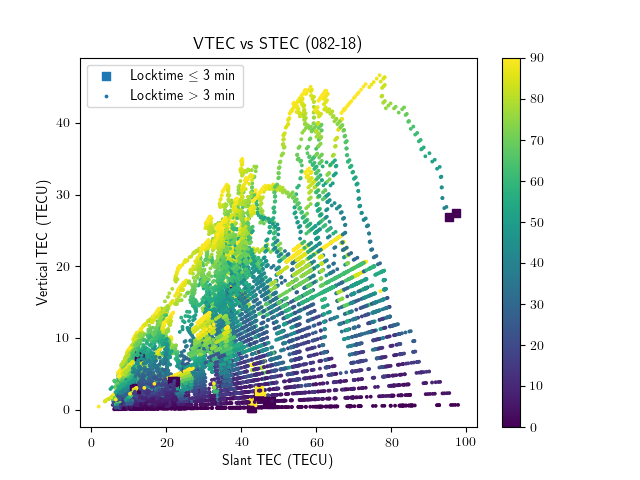 VTEC vs STEC (082-18)
Locktime ≤ 3 min
Locktime > 3 min
Vertical TEC (TECU)
40
30
20
10
0
0 20 40 60 80 100
Slant TEC (TECU)
90
80
70
60
50
40
30
20
10
0